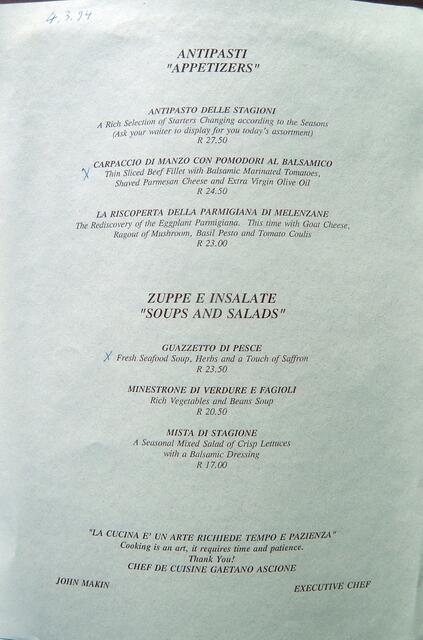 4.3.94
ANTIPASTI
"APPETIZERS"
ANTIPASTO DELLE STAGIONI
A Rich Selection of Starters Changing according to the Seasons
(Ask your waiter to display for you today's assortment)
R 27.50
X CARPACCIO DI MANZO CON POMODORI AL BALSAMICO
Thin Sliced Beef Fillet with Balsamic Marinated Tomatoes,
Shaved Parmesan Cheese and Extra Virgin Olive Oil
R 24.50
LA RISCOPERTA DELLA PARMIGIANA DI MELENZANE
The Rediscovery of the Eggplant Parmigiana. This time with Goat Cheese,
Ragout of Mushroom, Basil Pesto and Tomato Coulis
R 23.00
ZUPPE E INSALATE
"SOUPS AND SALADS"
GUAZZETTO DI PESCE
X Fresh Seafood Soup, Herbs and a Touch of Saffron
R 23.50
MINESTRONE DI VERDURE E FAGIOLI
Rich Vegetables and Beans Soup
R 20.50
MISTA DI STAGIONE
A Seasonal Mixed Salad of Crisp Lettuces
with a Balsamic Dressing
R 17.00
"LA CUCINA E' UN ARTE RICHIEDE TEMPO E PAZIENZA"
Cooking is an art, it requires time and patience.
Thank You!
CHEF DE CUISINE GAETANO ASCIONE
JOHN MAKIN EXECUTIVE CHEF